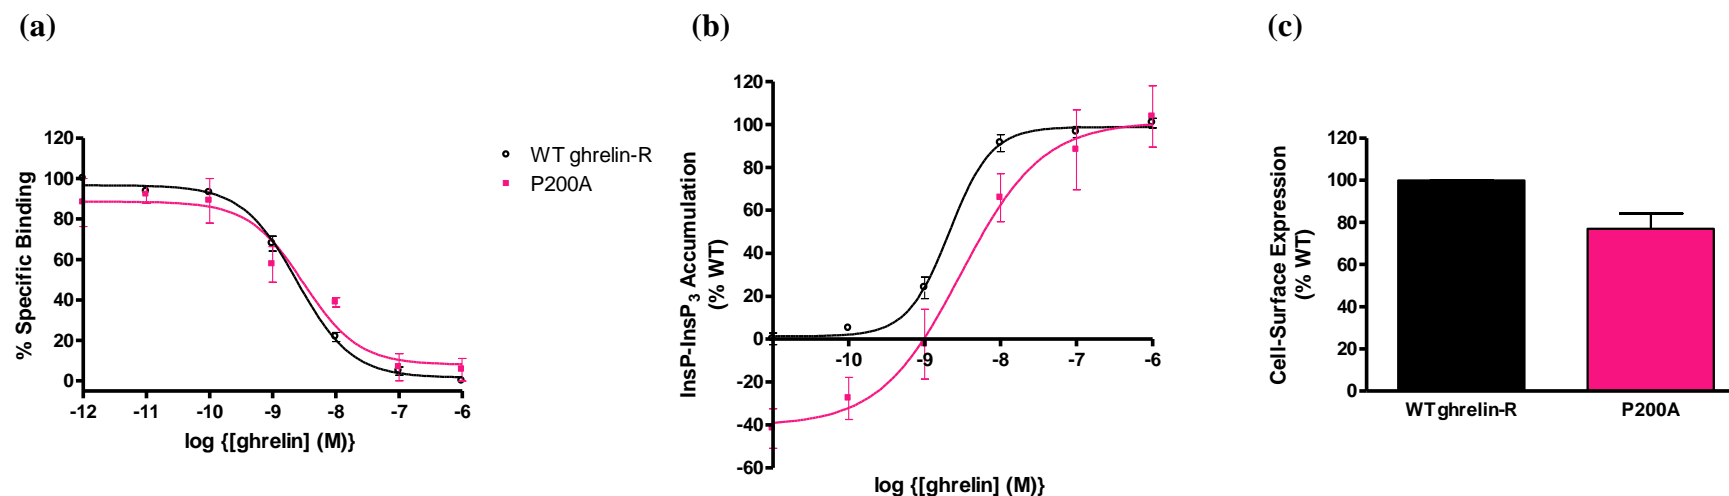 (a)
120
100
80
60
40
20
0
% Specific Binding
-12 -11 -10 -9 -8 -7 -6
log {[ghrelin] (M)}
WT ghrelin-R
P200A
(b)
120
100
80
60
40
20
0
-20
-40
-60
InsP-InsP3 Accumulation
(% WT)
-10 -9 -8 -7 -6
log {[ghrelin] (M)}
(c)
120
100
80
60
40
20
0
Cell-Surface Expression
(% WT)
WT ghrelin-R P200A